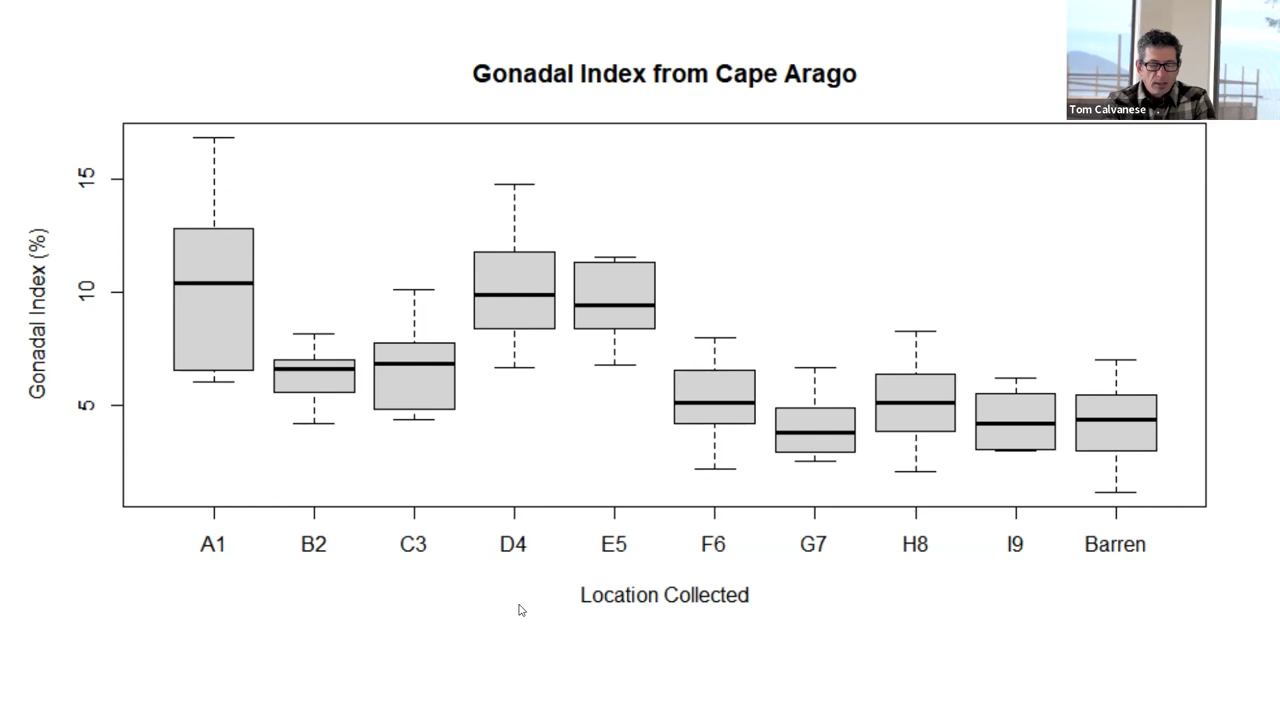 Gonadal Index from Cape Arago
Tom Calvanese
Gonadal Index (%)
15
10
5
A1 B2 C3 D4 E5 F6 G7 H8 I9 Barren
Location Collected